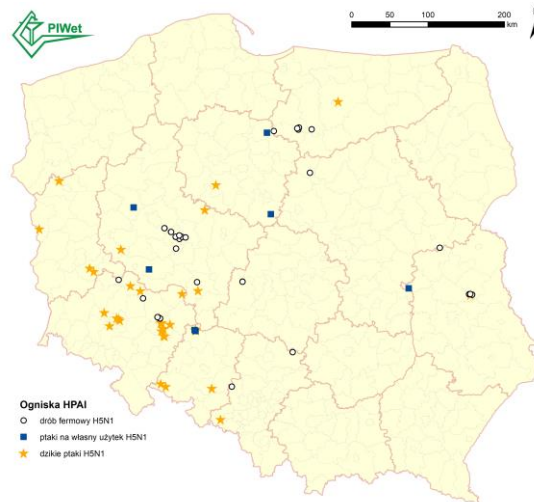 PIWet
0 50 100 200
km
Ogniska HPAI
drób fermowy H5N1
ptaki na własny użytek H5N1
dzikie ptaki H5N1